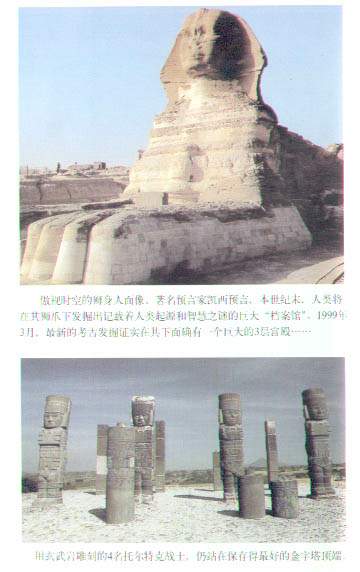 傲视时空的狮身人面像。著名预言家凯西预言,本世纪末,人类将
在其狮爪下发掘出记载着人类起源和智慧之谜的巨大“档案馆”。1999年
3月,最新的考古发掘证实在其下面确有一个巨大的3层宫殿……
用玄武岩雕刻的4名托尔特克战士,仍站在保存得最好的金字塔顶端。